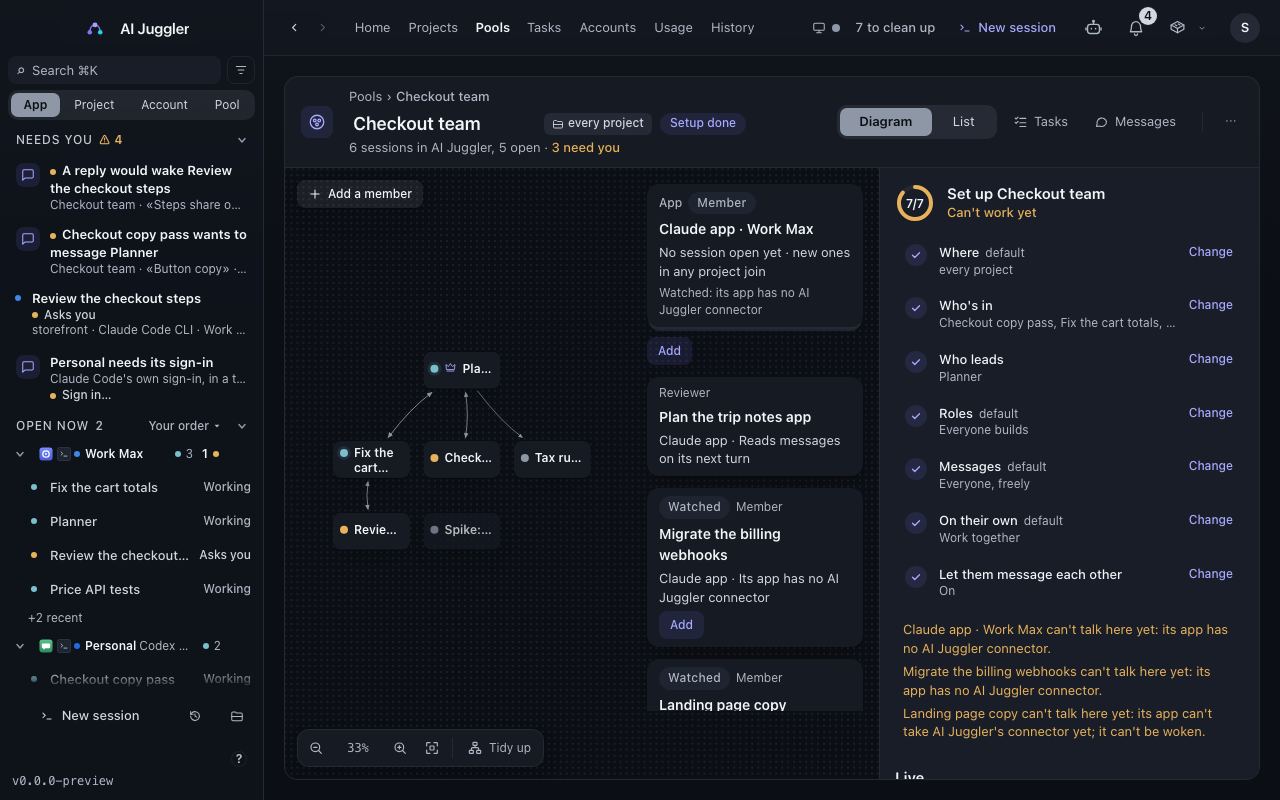 AI Juggler
Search ⌘K
App Project Account Pool
NEEDS YOU 4
A reply would wake Review
the checkout steps
Checkout team · «Steps share o...
Checkout copy pass wants to
message Planner
Checkout team · «Button copy» ·...
Review the checkout steps
Asks you
storefront · Claude Code CLI · Work ...
Personal needs its sign-in
Claude Code's own sign-in, in a t...
Sign in...
OPEN NOW 2 Your order
Work Max 3 1
Fix the cart totals Working
Planner Working
Review the checkout... Asks you
Price API tests Working
+2 recent
Personal Codex ... 2
Checkout copy pass Working
New session
?
v0.0.0-preview
Home Projects Pools Tasks Accounts Usage History
7 to clean up
New session
4
S
Pools › Checkout team
Checkout team
every project
Setup done
6 sessions in AI Juggler, 5 open · 3 need you
Diagram List
Tasks
Messages
Add a member
Pla...
Fix the
cart...
Check...
Tax ru...
Revie...
Spike:...
33%
Tidy up
App Member
Claude app · Work Max
No session open yet · new ones
in any project join
Watched: its app has no AI
Juggler connector
Add
Reviewer
Plan the trip notes app
Claude app · Reads messages
on its next turn
Watched Member
Migrate the billing
webhooks
Claude app · Its app has no AI
Juggler connector
Add
Watched Member
Landing page copy
7/7
Set up Checkout team
Can't work yet
Where default
every project
Change
Who's in
Checkout copy pass, Fix the cart totals, ...
Change
Who leads
Planner
Change
Roles default
Everyone builds
Change
Messages default
Everyone, freely
Change
On their own default
Work together
Change
Let them message each other
On
Change
Claude app · Work Max can't talk here yet: its app has
no AI Juggler connector.
Migrate the billing webhooks can't talk here yet: its
app has no AI Juggler connector.
Landing page copy can't talk here yet: its app can't
take AI Juggler's connector yet; it can't be woken.
Live